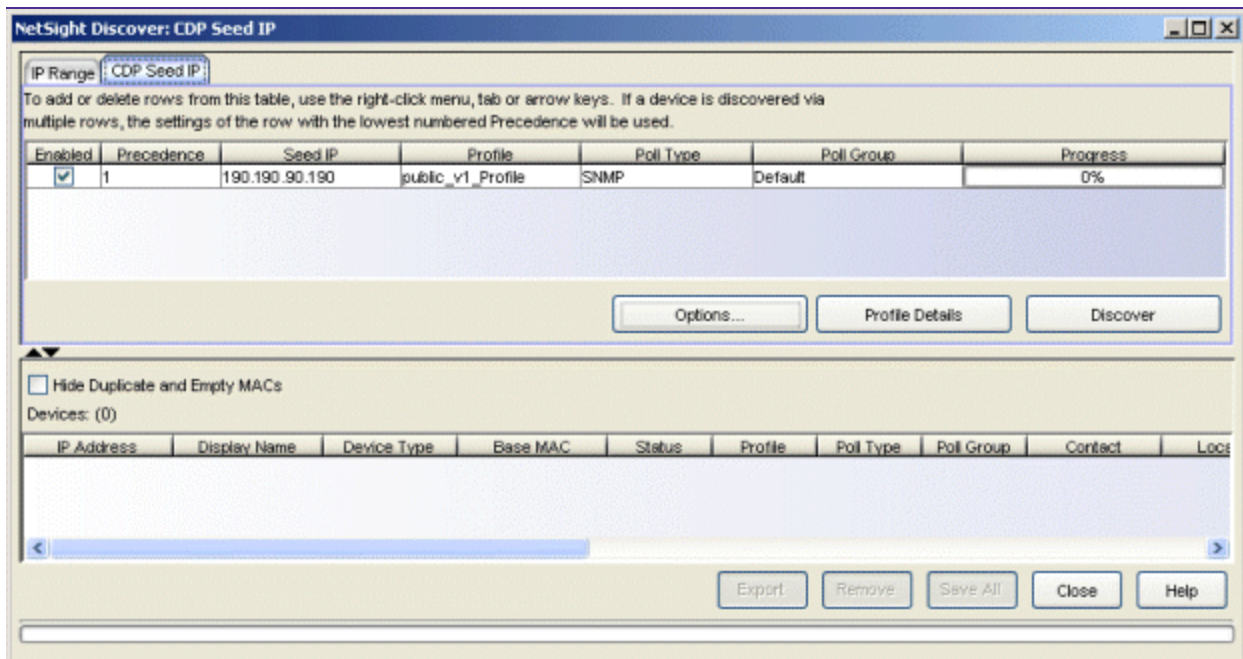 NetSight Discover: CDP Seed IP
IP Range CDP Seed IP
To add or delete rows from this table, use the right-click menu, tab or arrow keys. If a device is discovered via
multiple rows, the settings of the row with the lowest numbered Precedence will be used.
Enabled Precedence Seed IP Profile Poll Type Poll Group Progress
1 190.190.90.190 public_v1_Profile SNMP Default 0%
Options... Profile Details Discover
Hide Duplicate and Empty MACs
Devices: (0)
IP Address Display Name Device Type Base MAC Status Profile Poll Type Poll Group Contact Loca
Export Remove Save All Close Help